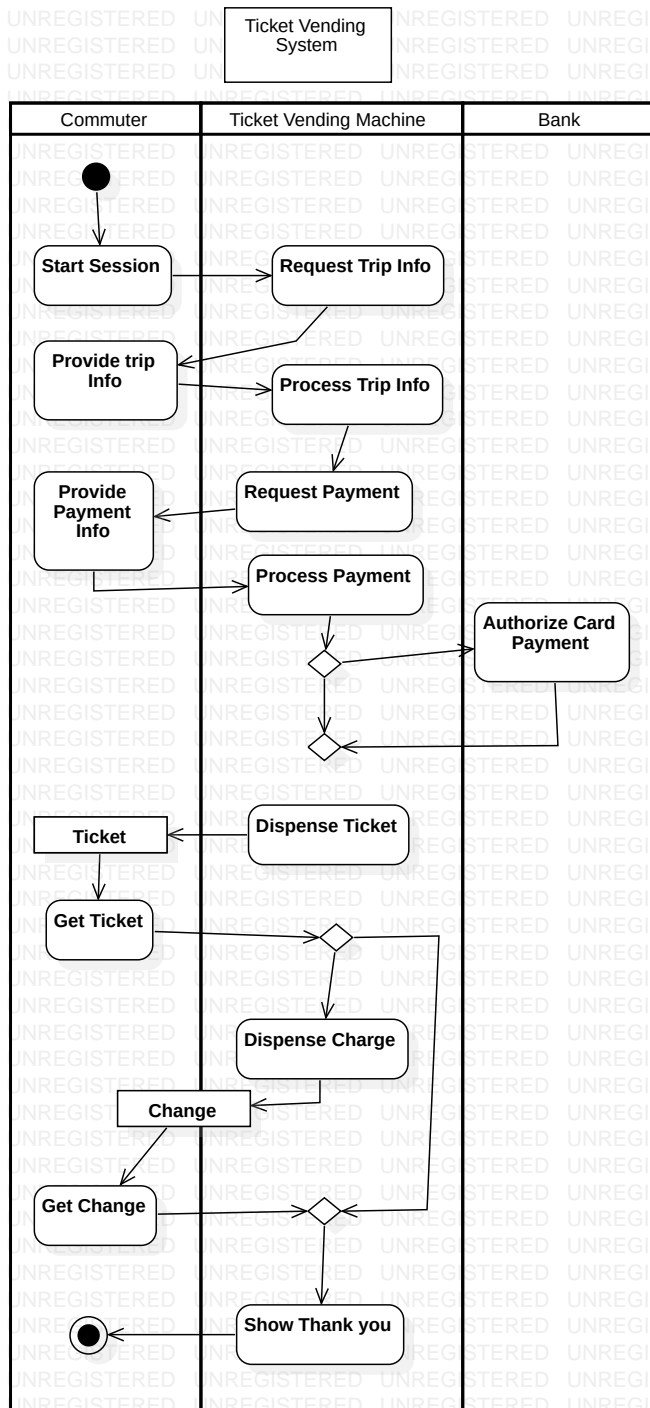 Ticket Vending
System
Commuter
Ticket Vending Machine
Bank
Start Session
Request Trip Info
Provide trip
Info
Process Trip Info
Provide
Payment
Info
Request Payment
Process Payment
Authorize Card
Payment
Ticket
Dispense Ticket
Get Ticket
Dispense Charge
Change
Get Change
Show Thank you
UNREGISTERED